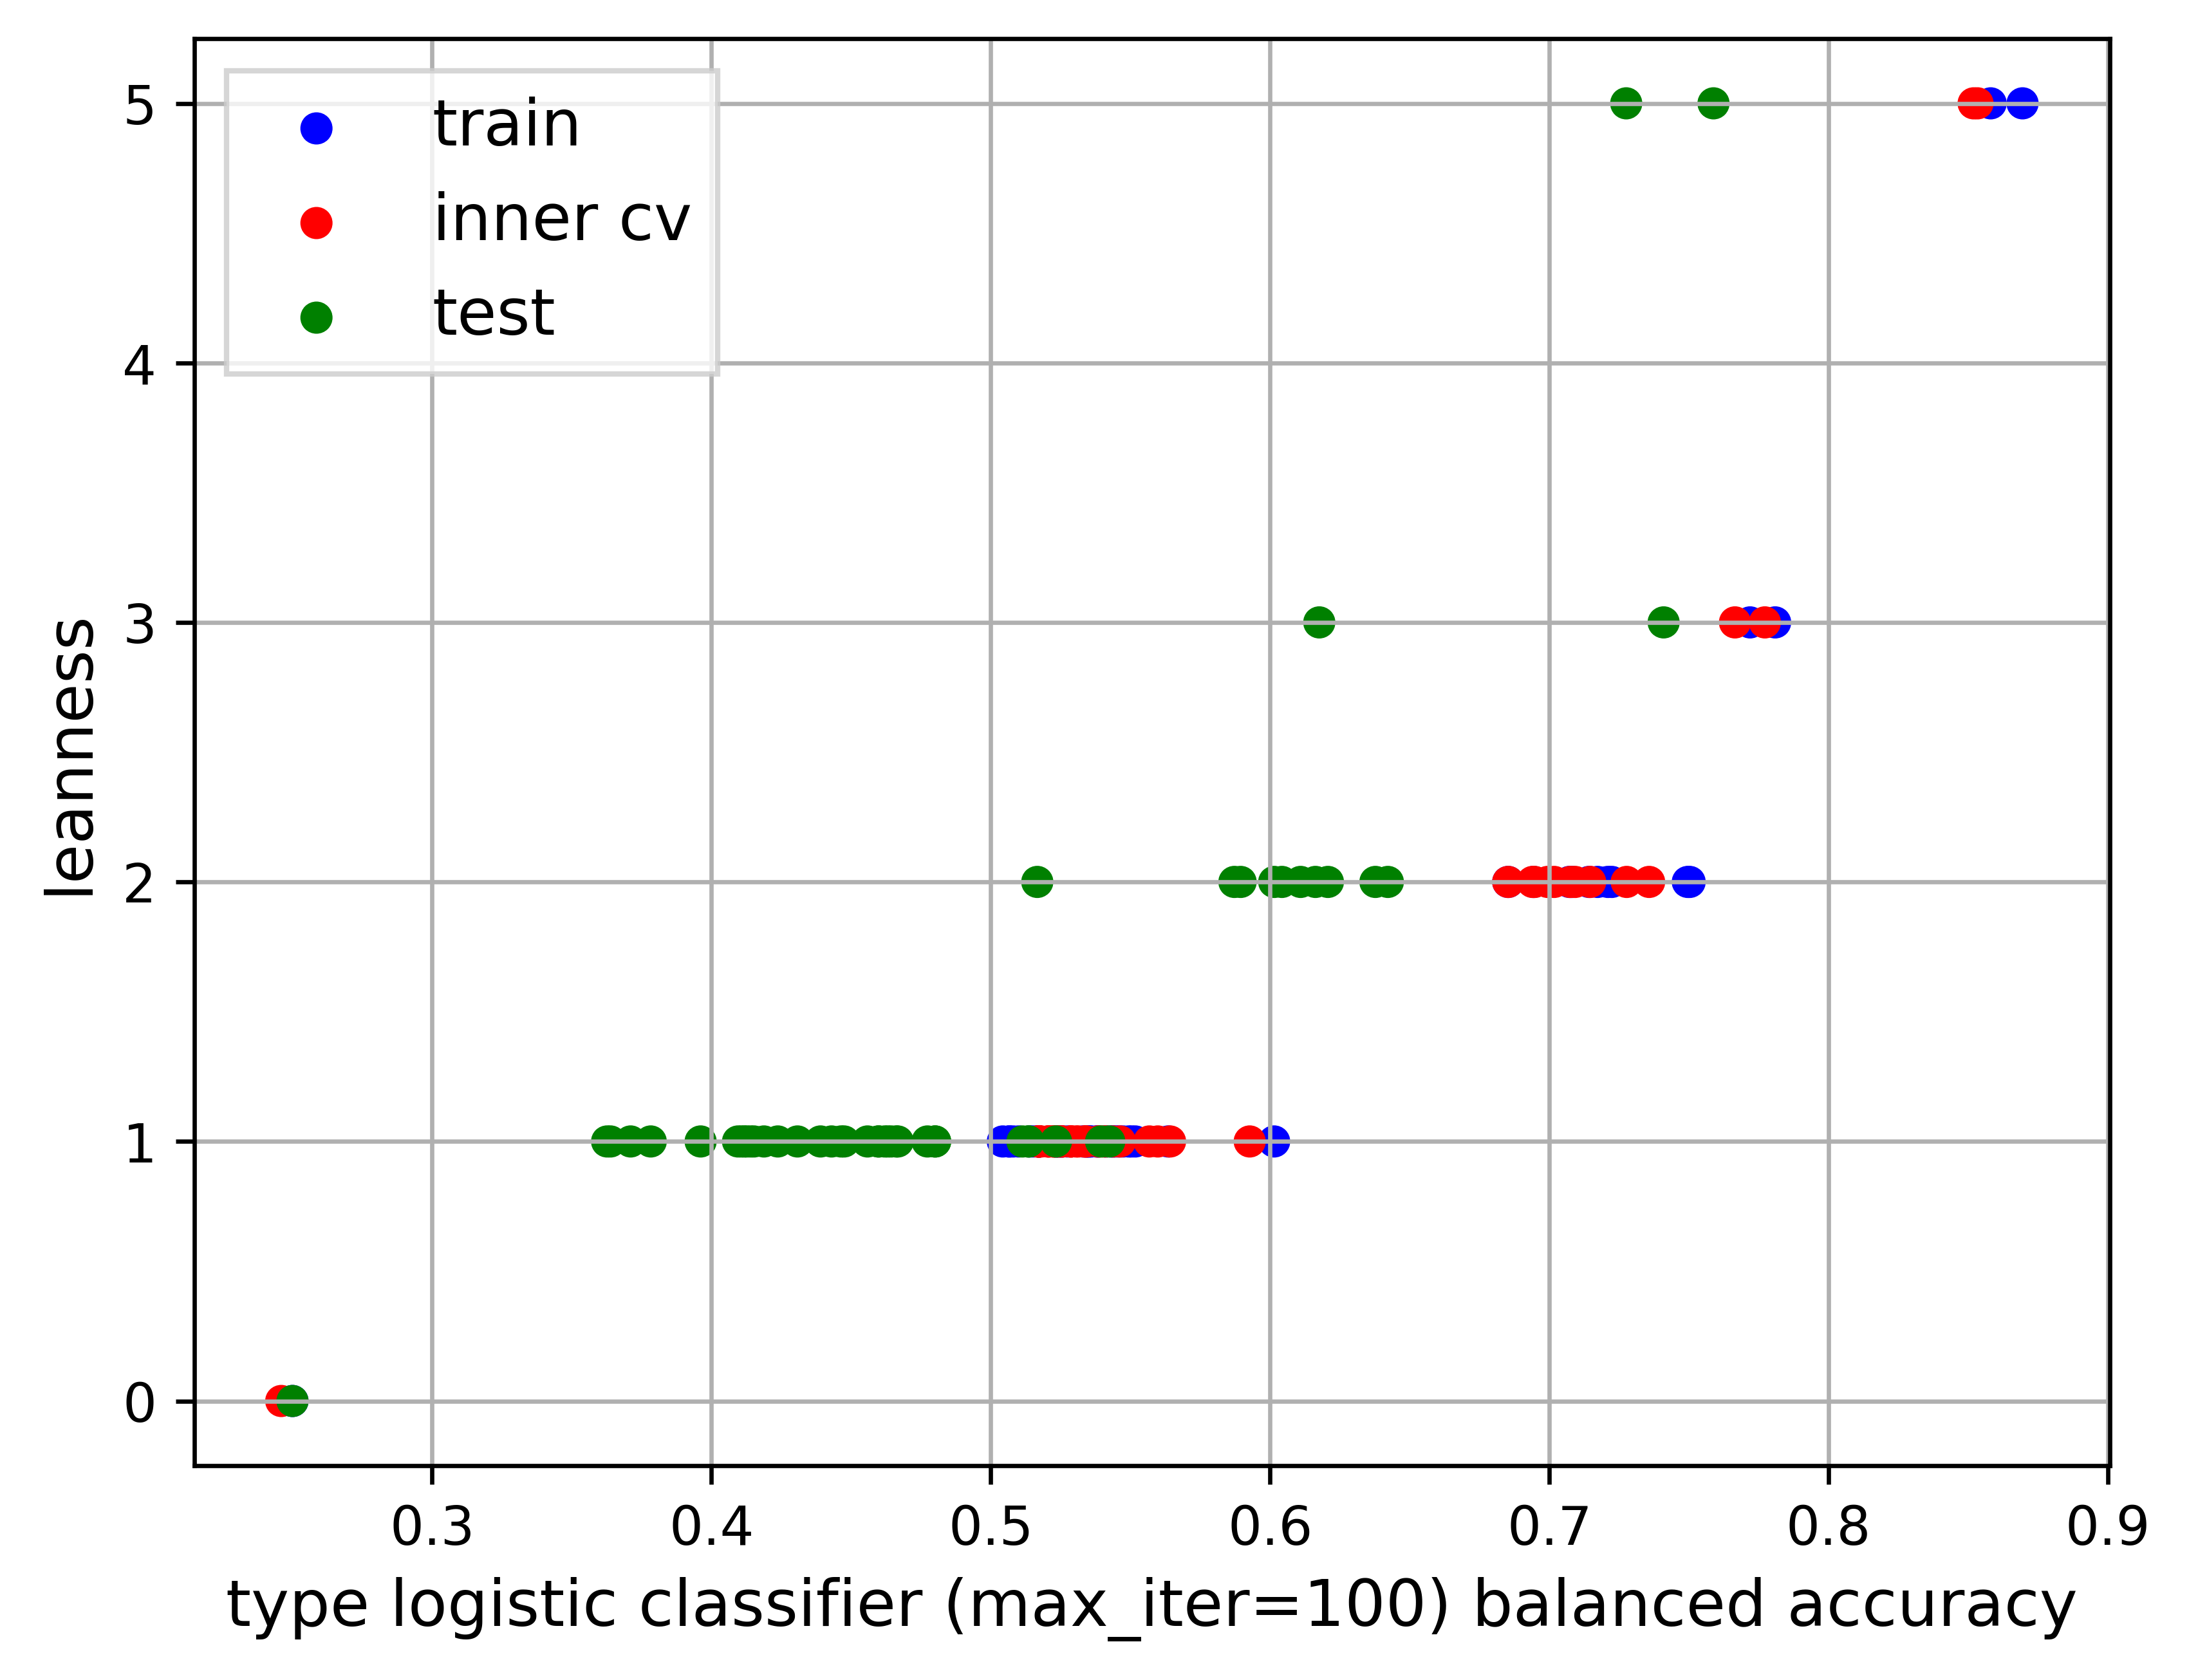 train
inner cv
test
leanness
5
4
3
2
1
0
0.3 0.4 0.5 0.6 0.7 0.8 0.9
type logistic classifier (max_iter=100) balanced accuracy